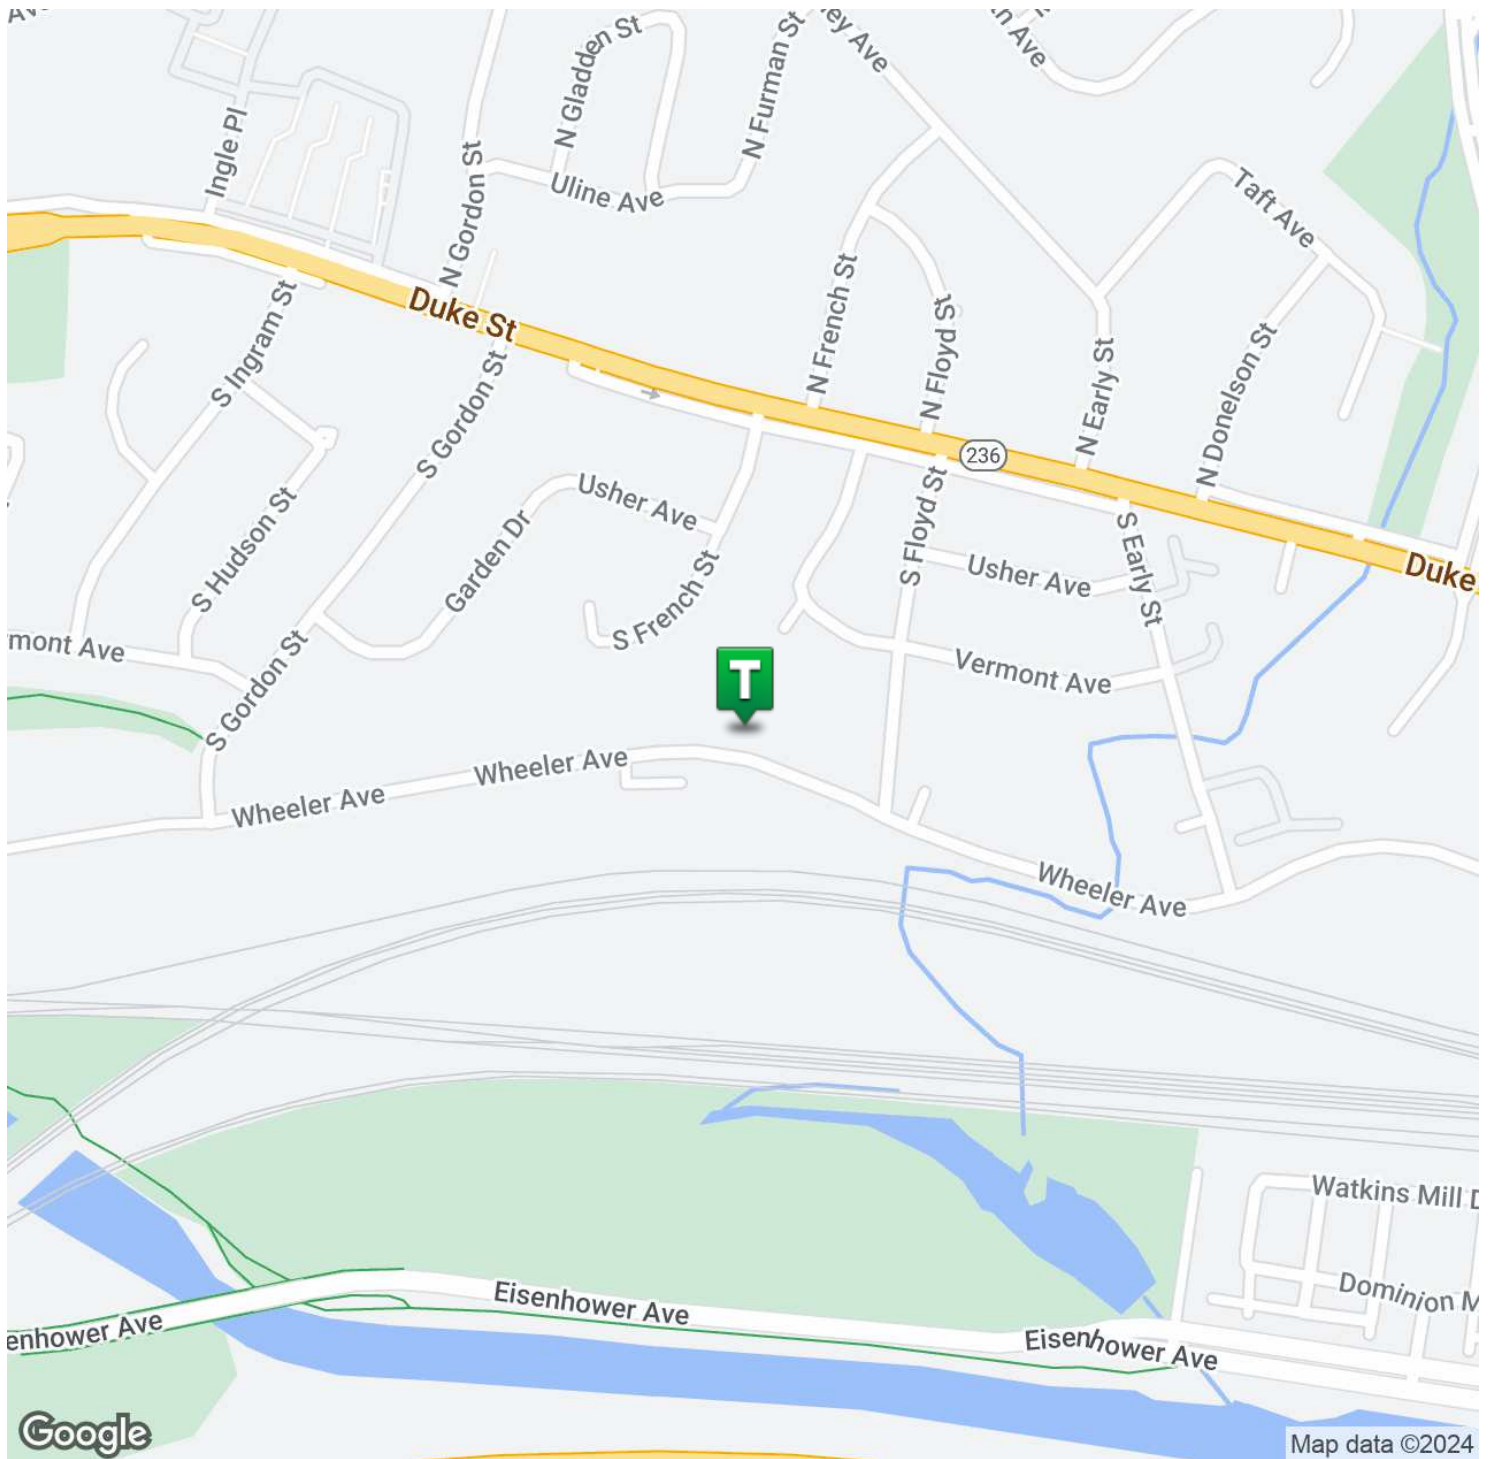 N Gladden St
N Furman St
Ingle Pl
N Gordon St
Uline Ave
Taft Ave
Duke St
S Ingram St
N French St
N Floyd St
N Early St
N Donelson St
S Gordon St
236
Usher Ave
S Floyd St
S Early St
Duke
S Hudson St
Garden Dr
Usher Ave
S French St
mont Ave
T
Vermont Ave
S Gordon St
Wheeler Ave
Wheeler Ave
Wheeler Ave
Watkins Mill D
Dominion M
Eisenhower Ave
enhower Ave
Eisenhower Ave
Google
Map data ©2024